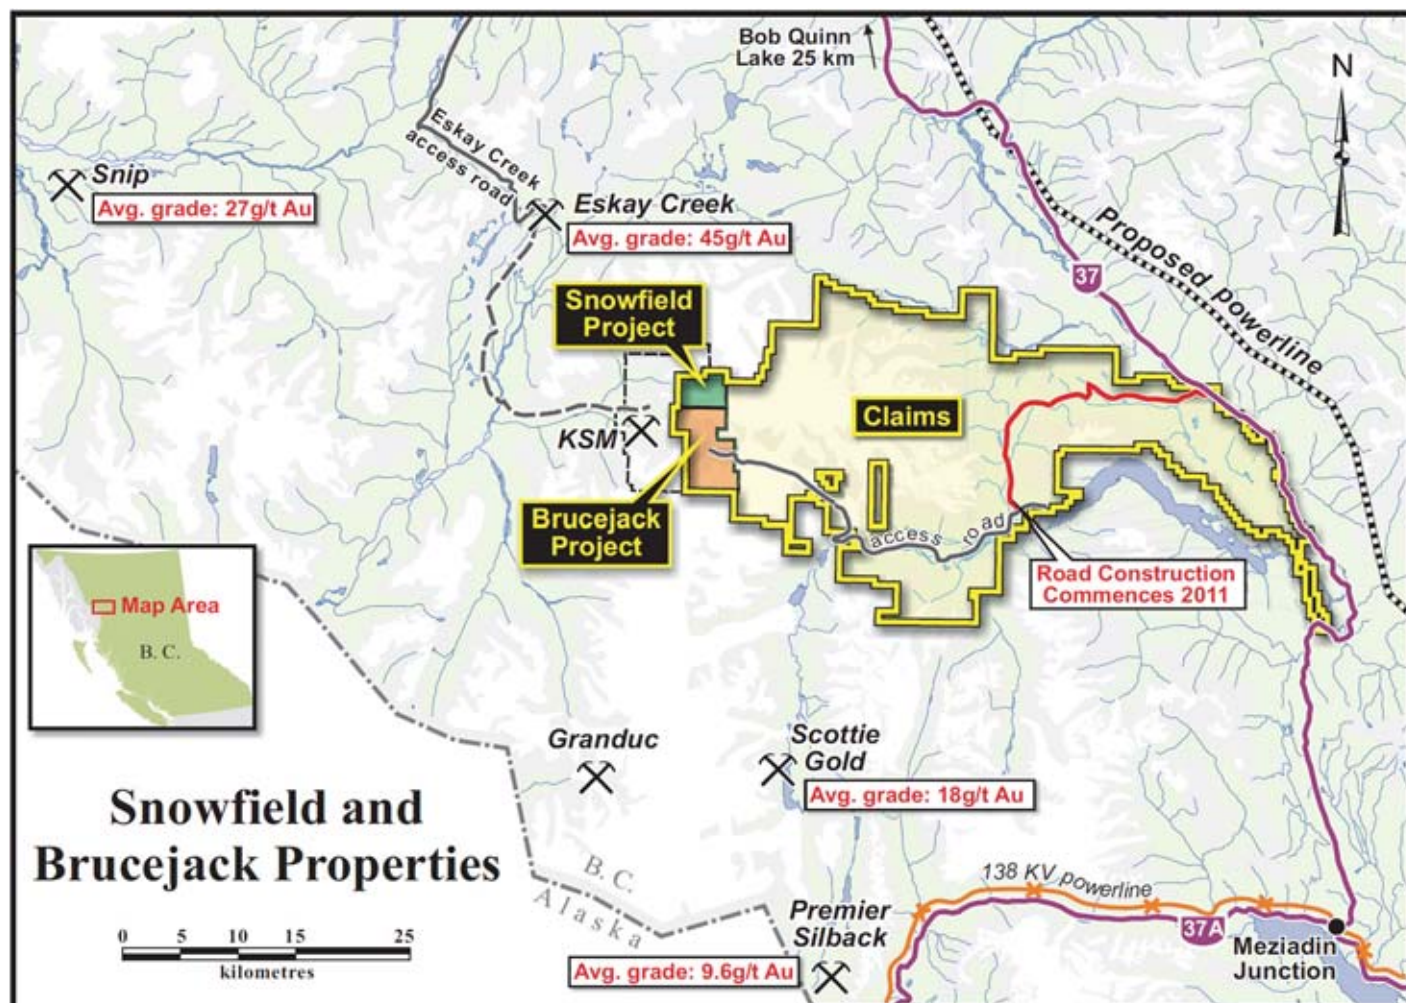 Bob Quinn
Lake 25 km
N
Snip
Avg. grade: 27g/t Au
Eskay Creek
access road
Eskay Creek
Avg. grade: 45g/t Au
Proposed powerline
37
Snowfield
Project
Claims
KSM
Brucejack
Project
access road
Road Construction
Commences 2011
Map Area
B. C.
Granduc
Scottie
Gold
Avg. grade: 18g/t Au
Snowfield and
Brucejack Properties
B. C.
Alaska
138 KV powerline
Premier
Silback
37A
Meziadin
Junction
0 5 10 15 25
kilometres
Avg. grade: 9.6g/t Au